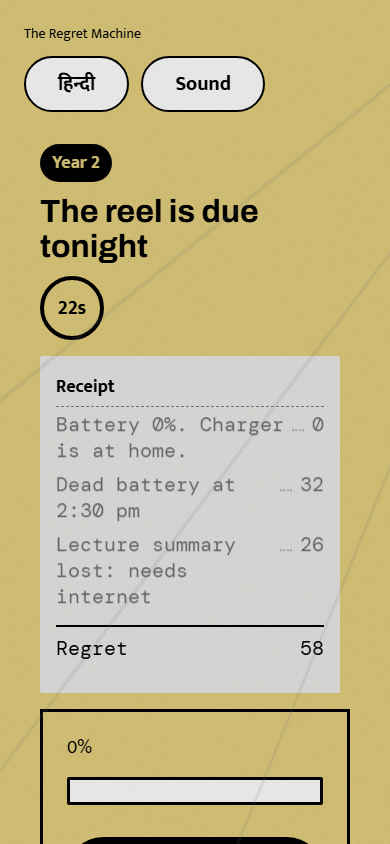 The Regret Machine
हिन्दी
Sound
Year 2
The reel is due
tonight
22s
Receipt
Battery 0%. Charger .... 0
is at home.
Dead battery at .... 32
2:30 pm
Lecture summary .... 26
lost: needs
internet
Regret 58
0%